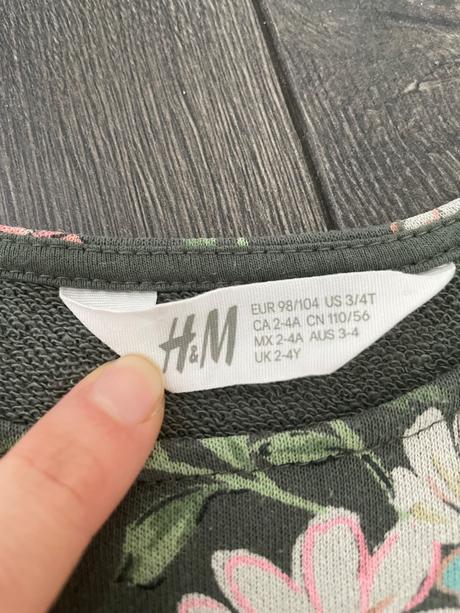 H&M
EUR 98/104 US 3/4T
CA 2-4A CN 110/56
MX 2-4A AUS 3-4
UK 2-4Y